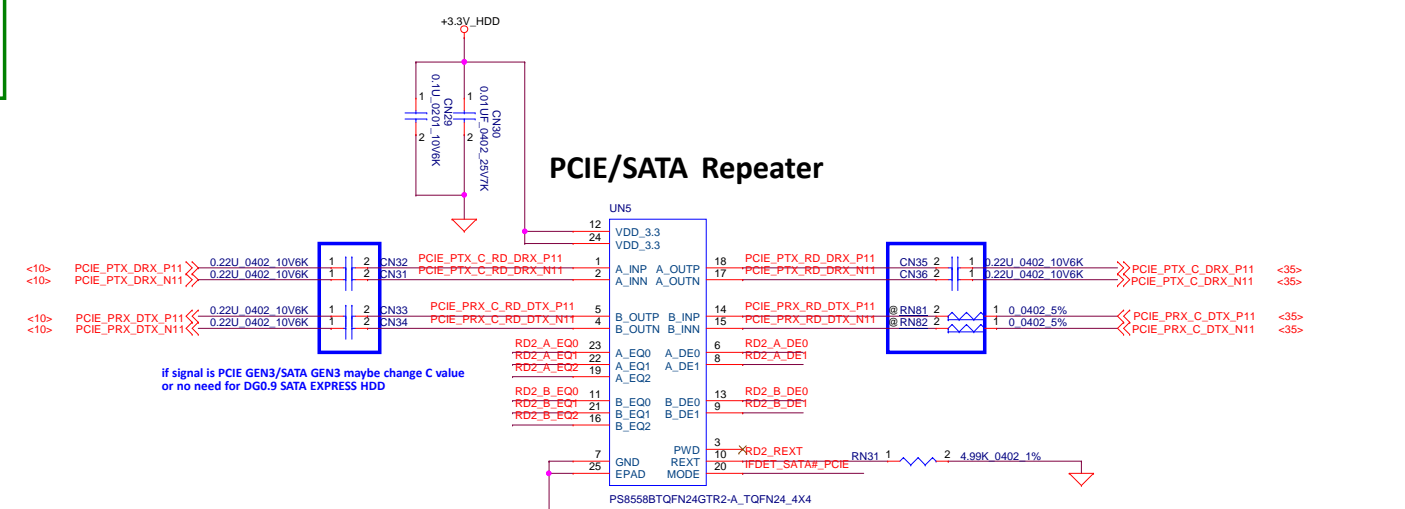 +3.3V_HDD
1 1
0.1U_0201_10V6K
CN29
0.01UF_0402_25V7K
CN30
2 2
PCIE/SATA Repeater
UN5
12 VDD_3.3
24 VDD_3.3
<10> PCIE_PTX_DRX_P11 0.22U_0402_10V6K 1 2 CN32 PCIE_PTX_C_RD_DRX_P11 1 A_INP A_OUTP 18 PCIE_PTX_RD_DRX_P11 CN35 2 1 0.22U_0402_10V6K PCIE_PTX_C_DRX_P11 <35>
<10> PCIE_PTX_DRX_N11 0.22U_0402_10V6K 1 2 CN31 PCIE_PTX_C_RD_DRX_N11 2 A_INN A_OUTN 17 PCIE_PTX_RD_DRX_N11 CN36 2 1 0.22U_0402_10V6K PCIE_PTX_C_DRX_N11 <35>
<10> PCIE_PRX_DTX_P11 0.22U_0402_10V6K 1 2 CN33 PCIE_PRX_C_RD_DTX_P11 5 B_OUTP B_INP 14 PCIE_PRX_RD_DTX_P11 @RN81 2 1 0_0402_5% PCIE_PRX_C_DTX_P11 <35>
<10> PCIE_PRX_DTX_N11 0.22U_0402_10V6K 1 2 CN34 PCIE_PRX_C_RD_DTX_N11 4 B_OUTN B_INN 15 PCIE_PRX_RD_DTX_N11 @RN82 2 1 0_0402_5% PCIE_PRX_C_DTX_N11 <35>
RD2_A_EQ0 23 A_EQ0 A_DE0 6 RD2_A_DE0
RD2_A_EQ1 22 A_EQ1 A_DE1 8 RD2_A_DE1
RD2_A_EQ2 19 A_EQ2
if signal is PCIE GEN3/SATA GEN3 maybe change C value
or no need for DG0.9 SATA EXPRESS HDD
RD2_B_EQ0 11 B_EQ0 B_DE0 13 RD2_B_DE0
RD2_B_EQ1 21 B_EQ1 B_DE1 9 RD2_B_DE1
RD2_B_EQ2 16 B_EQ2
PWD 3
7 GND REXT 10 RD2_REXT RN31 1 2 4.99K_0402_1%
25 EPAD MODE 20 IFDET_SATA#_PCIE
PS8558BTQFN24GTR2-A_TQFN24_4X4